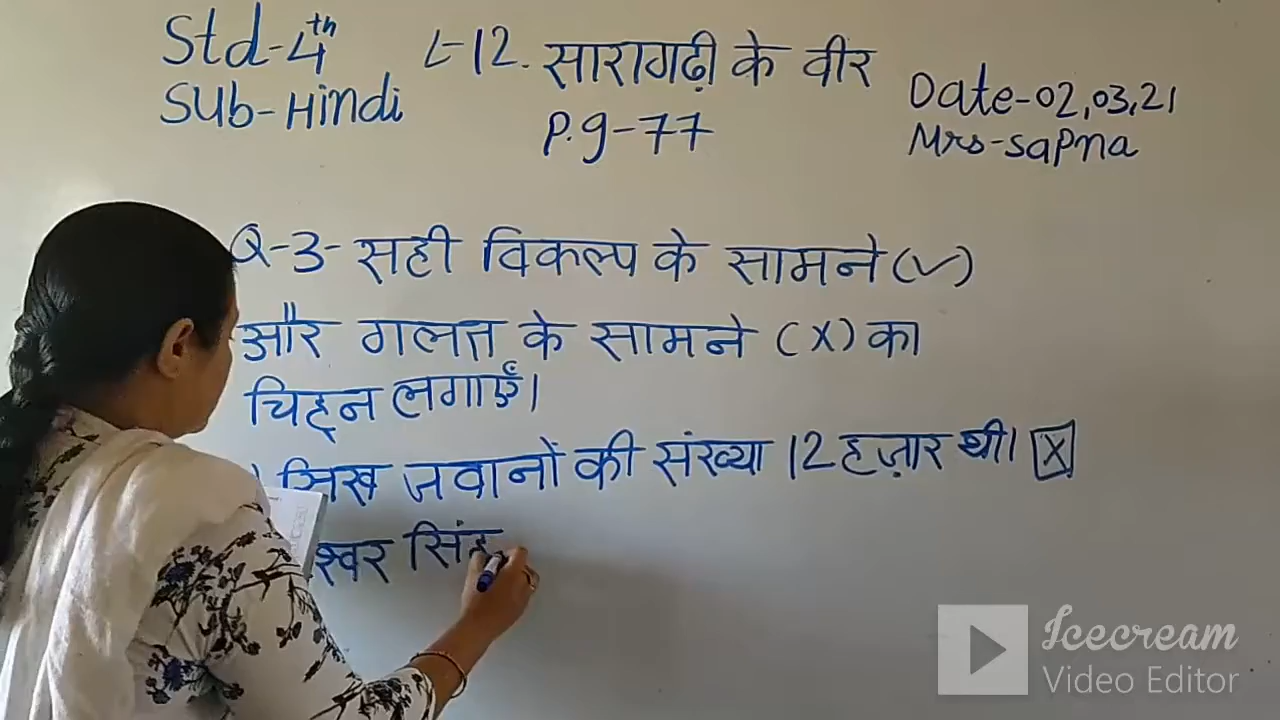 Std-4th
Sub-Hindi
L-12. सारागढ़ी के वीर
P.g-77
Date-02,03,21
Mrs-Sapna
Q-3- सही विकल्प के सामने (✓)
और गलत के सामने (X) का
चिह्न लगाएँ।
सिख जवानों की संख्या 12 हज़ार थी। X
सिंह
Icecream
Video Editor